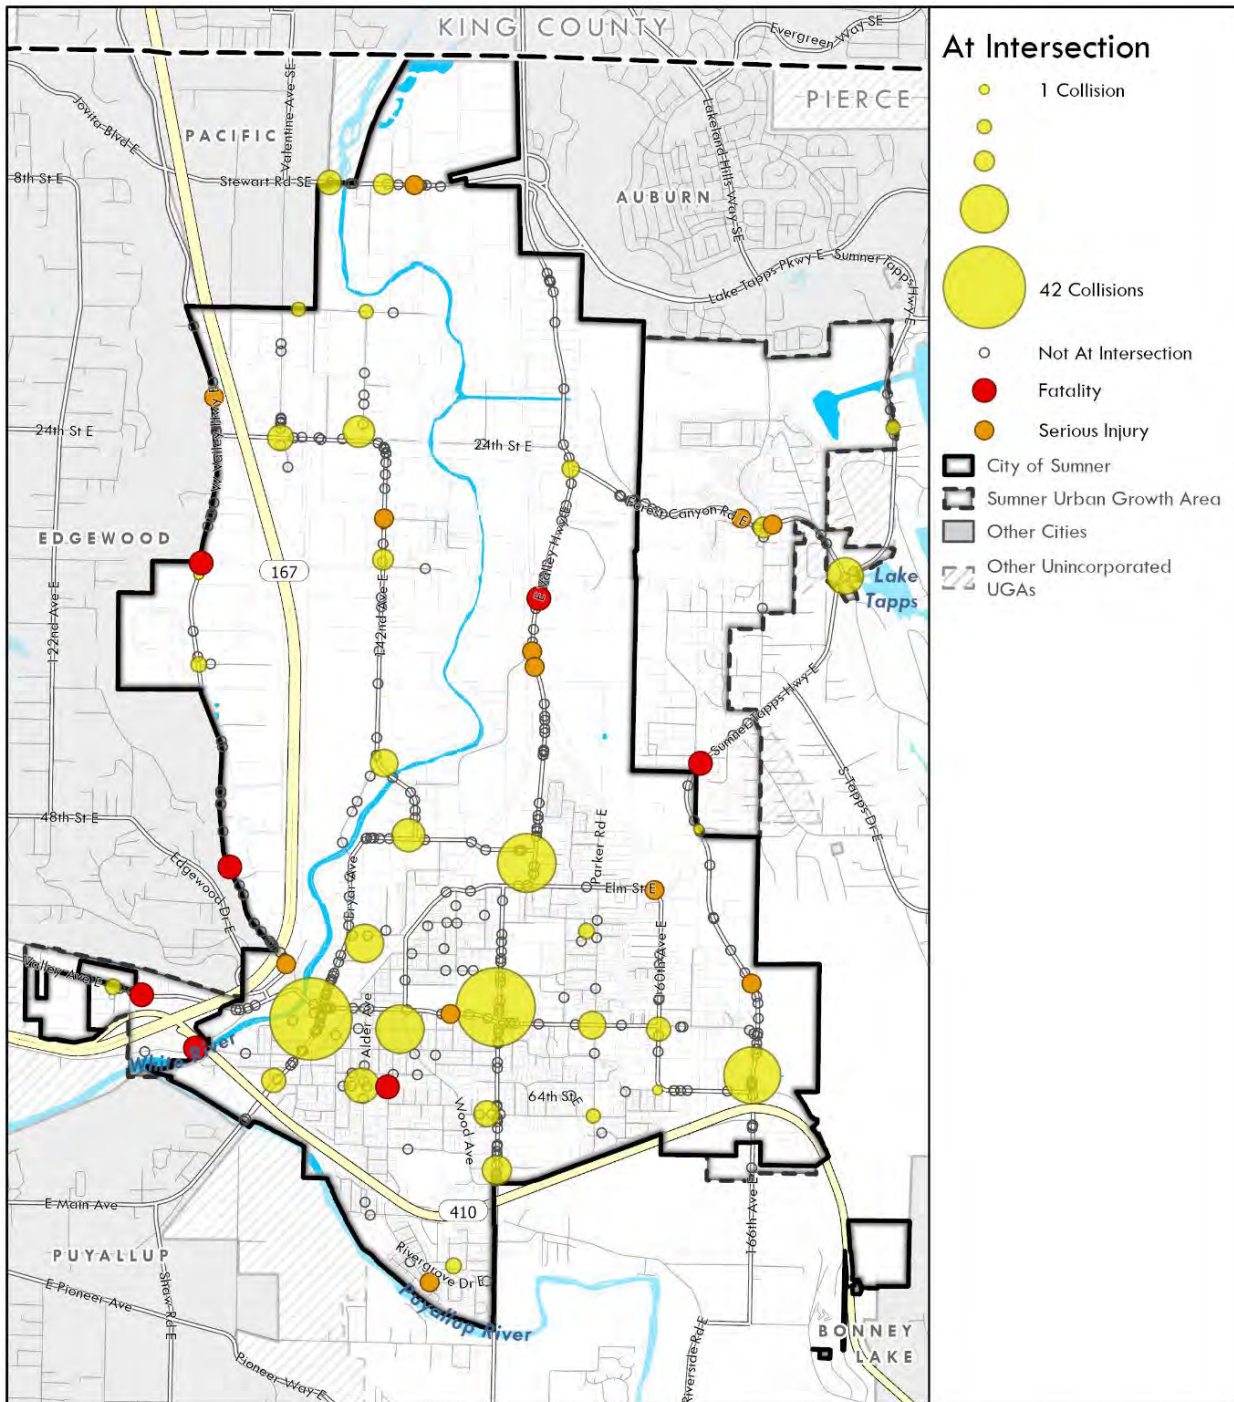 KING COUNTY
Evergreen Way SE
PIERCE
Jovita Blvd E
Valentine Ave SE
PACIFIC
Lakeland Hills Way SE
8th St E
Stewart Rd SE
AUBURN
Lake Tapps Pkwy E
Sumner Tapps Hwy E
W Valley Hwy E
24th St E
24th St E
Forest Canyon Rd E
EDGEWOOD
167
E Valley Hwy E
Lake
Tapps
122nd Ave E
142nd Ave E
Sumner Tapps Hwy E
S Tapps Dr E
48th St E
Edgewood Dr E
Bryan Ave
Parker Rd E
Elm St E
160th Ave E
Valley Ave E
Alder Ave
White River
64th St E
Wood Ave
E Main Ave
410
166th Ave E
PUYALLUP
Shaw Rd E
Rivergrove Dr E
Puyallup River
E Pioneer Ave
Pioneer Way E
Riverside Rd E
BONNEY
LAKE
At Intersection
1 Collision
42 Collisions
Not At Intersection
Fatality
Serious Injury
City of Sumner
Sumner Urban Growth Area
Other Cities
Other Unincorporated
UGAs